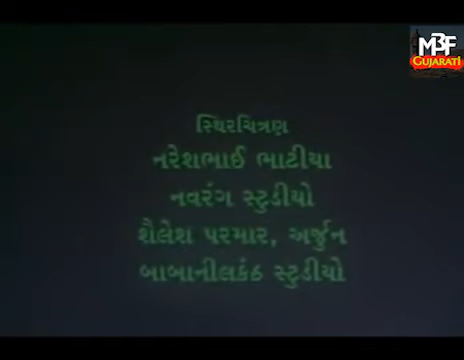 MBF
GUJARATI
સ્થિરચિત્રણ
નરેશભાઈ ભાટીયા
નવરંગ સ્ટુડીયો
શૈલેશ પરમાર, અર્જુન
બાબાનીલકંઠ સ્ટુડીયો